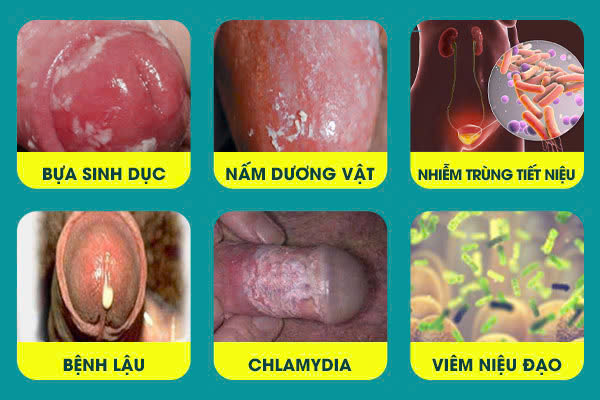 BỰA SINH DỤC
NẤM DƯƠNG VẬT
NHIỄM TRÙNG TIẾT NIỆU
BỆNH LẬU
CHLAMYDIA
VIÊM NIỆU ĐẠO